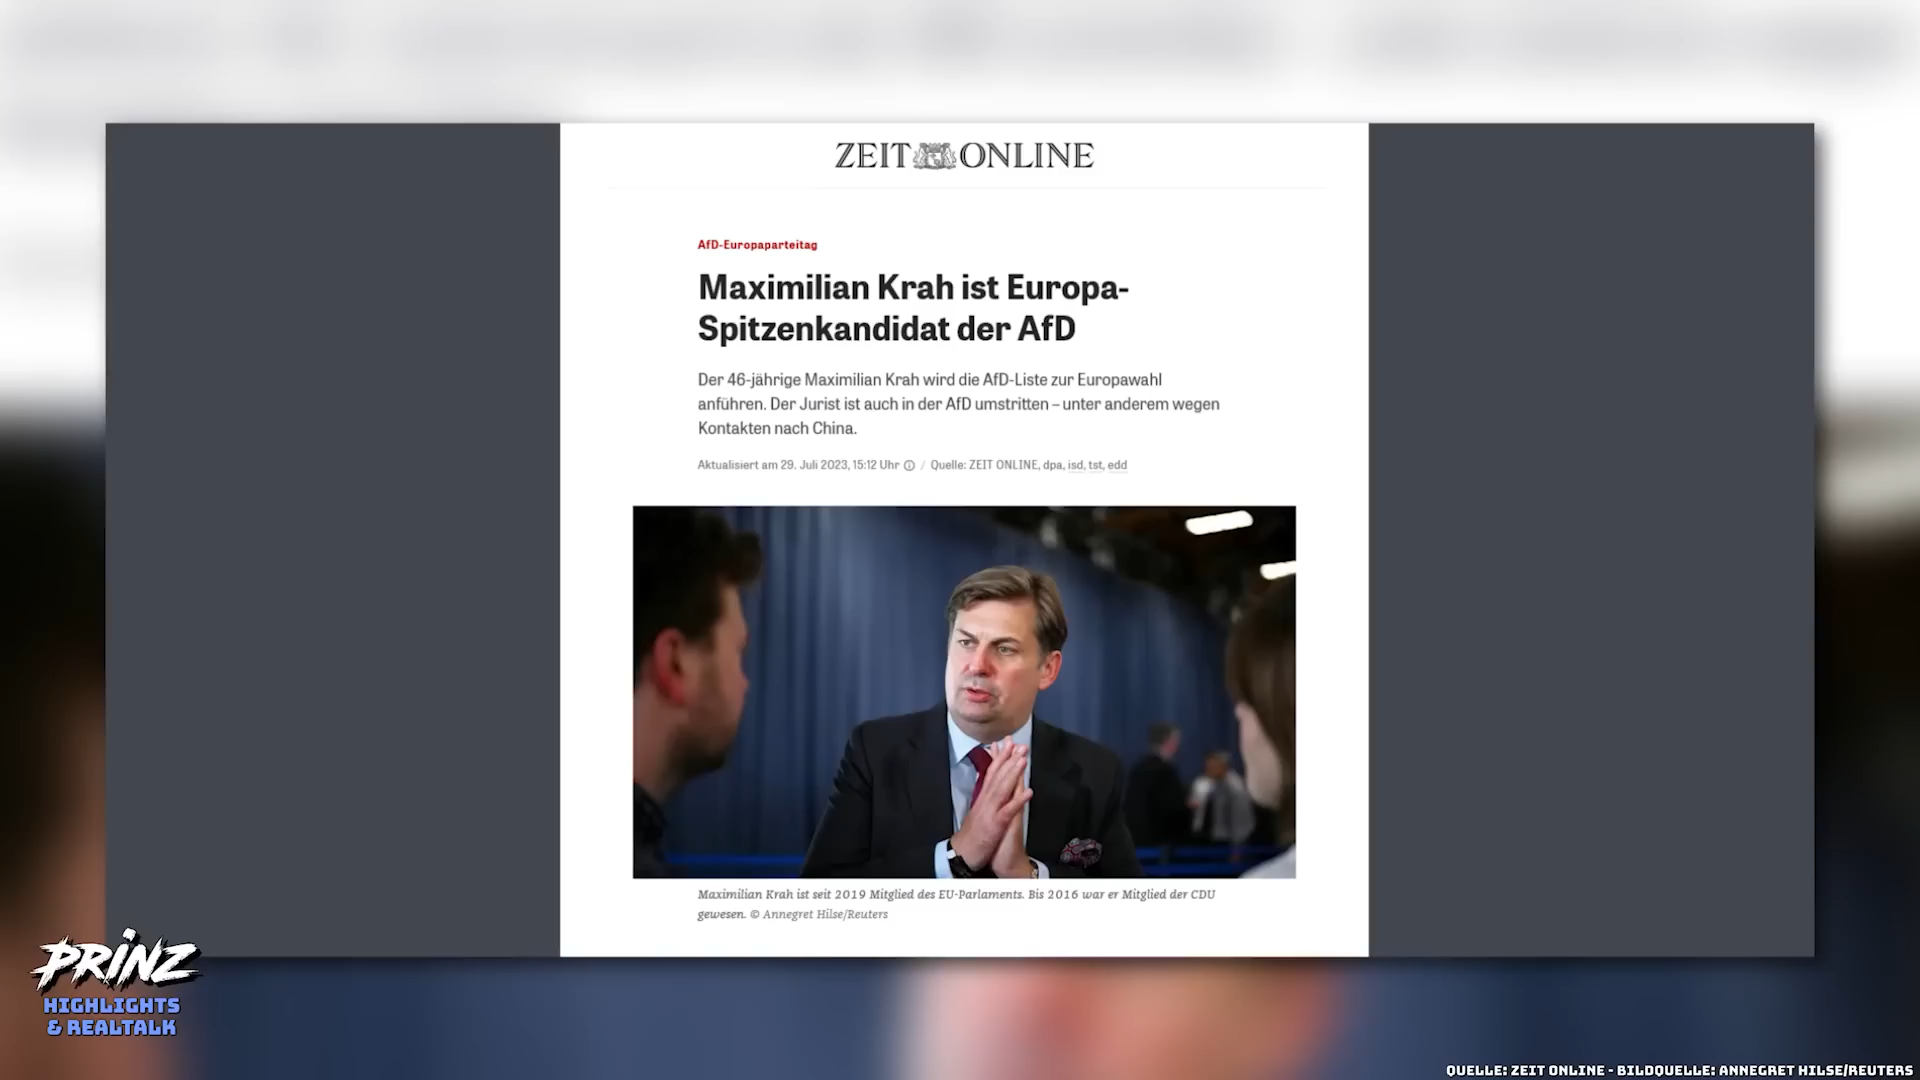 ZEIT ONLINE
AfD-Europaparteitag
Maximilian Krah ist Europa-
Spitzenkandidat der AfD
Der 46-jährige Maximilian Krah wird die AfD-Liste zur Europawahl
anführen. Der Jurist ist auch in der AfD umstritten – unter anderem wegen
Kontakten nach China.
Aktualisiert am 29. Juli 2023, 15:12 Uhr / Quelle: ZEIT ONLINE, dpa, isd, tst, edd
Maximilian Krah ist seit 2019 Mitglied des EU-Parlaments. Bis 2016 war er Mitglied der CDU
gewesen. © Annegret Hilse/Reuters
PRINZ
HIGHLIGHTS
& REALTALK
QUELLE: ZEIT ONLINE - BILDQUELLE: ANNEGRET HILSE/REUTERS